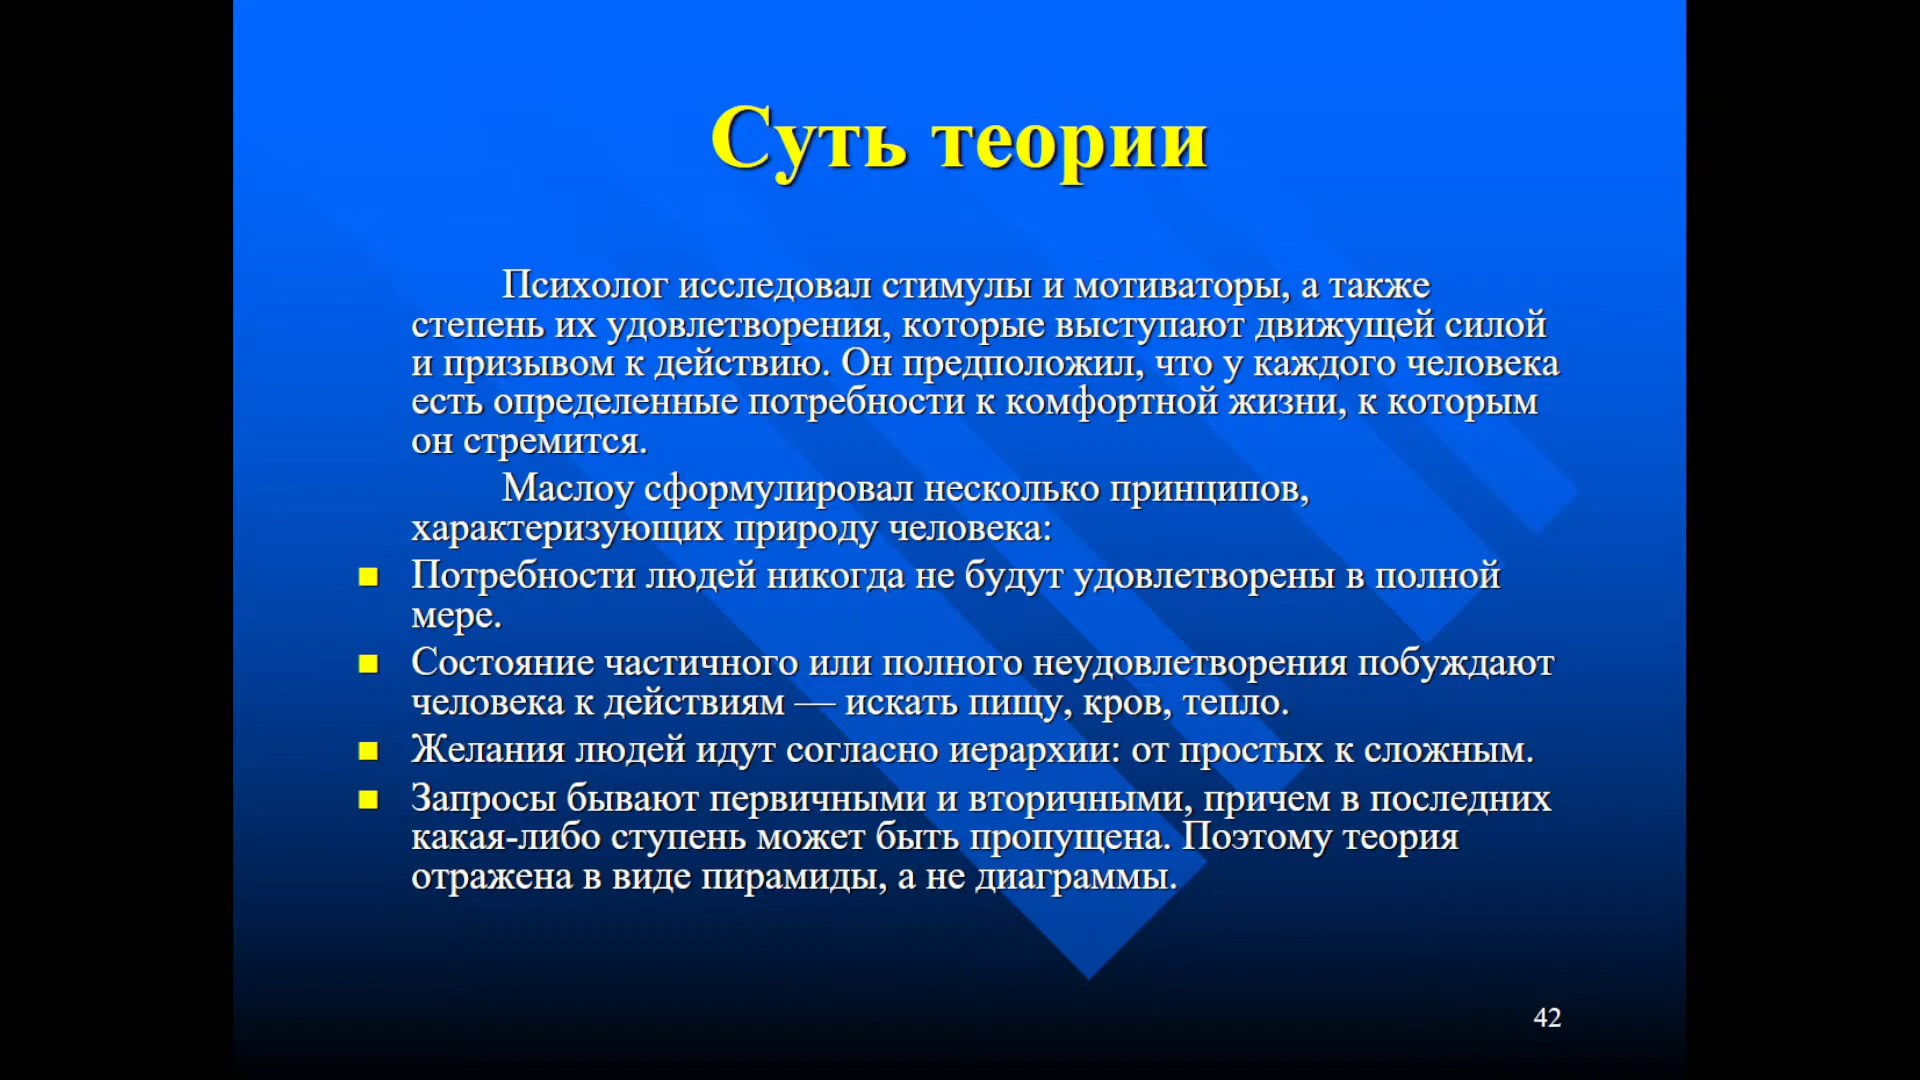 Суть теории
Психолог исследовал стимулы и мотиваторы, а также
степень их удовлетворения, которые выступают движущей силой
и призывом к действию. Он предположил, что у каждого человека
есть определенные потребности к комфортной жизни, к которым
он стремится.
Маслоу сформулировал несколько принципов,
характеризующих природу человека:
Потребности людей никогда не будут удовлетворены в полной
мере.
Состояние частичного или полного неудовлетворения побуждают
человека к действиям — искать пищу, кров, тепло.
Желания людей идут согласно иерархии: от простых к сложным.
Запросы бывают первичными и вторичными, причем в последних
какая-либо ступень может быть пропущена. Поэтому теория
отражена в виде пирамиды, а не диаграммы.
42